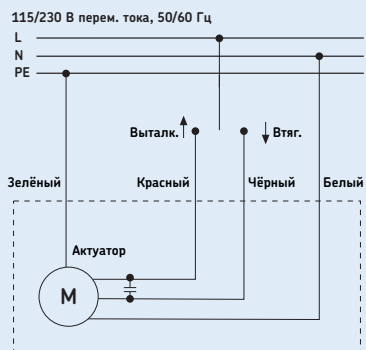 115/230 В перем. тока, 50/60 Гц
L
N
PE
Выталк. Втяг.
Зелёный Красный Чёрный Белый
Актуатор
M